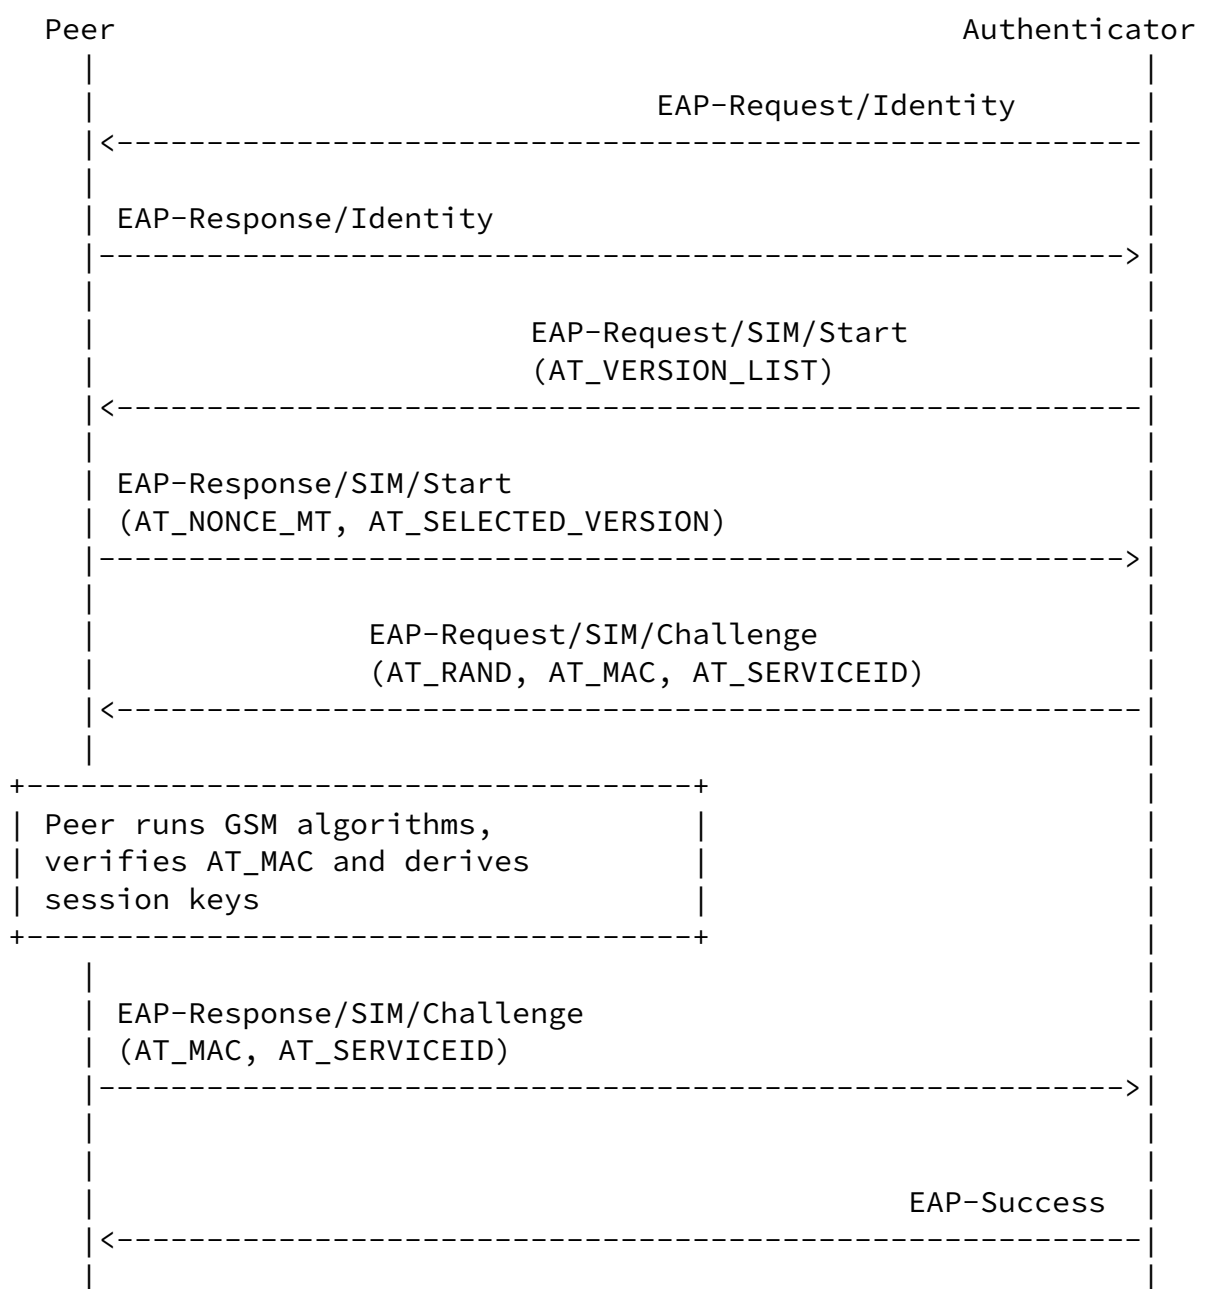 Peer Authenticator
EAP-Request/Identity
EAP-Response/Identity
EAP-Request/SIM/Start
(AT_VERSION_LIST)
EAP-Response/SIM/Start
(AT_NONCE_MT, AT_SELECTED_VERSION)
EAP-Request/SIM/Challenge
(AT_RAND, AT_MAC, AT_SERVICEID)
Peer runs GSM algorithms,
verifies AT_MAC and derives
session keys
EAP-Response/SIM/Challenge
(AT_MAC, AT_SERVICEID)
EAP-Success